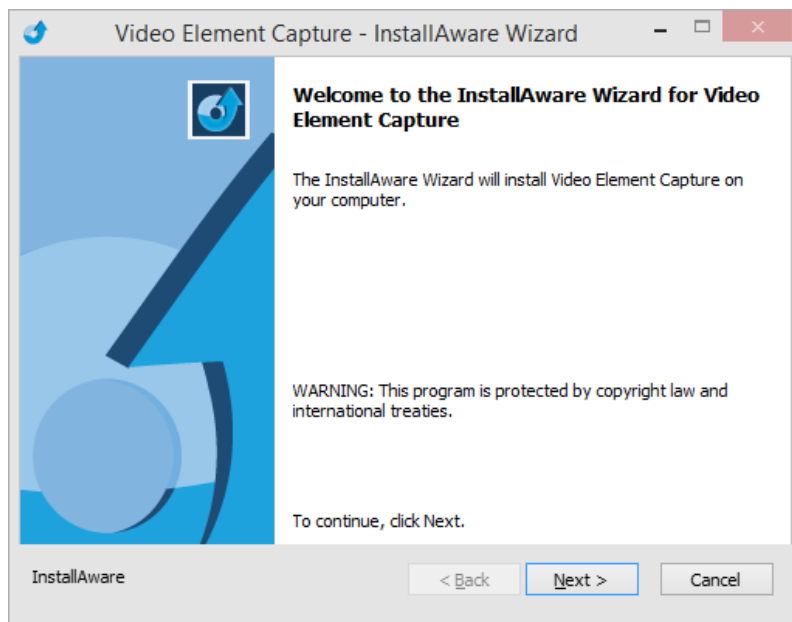 Video Element Capture - InstallAware Wizard
Welcome to the InstallAware Wizard for Video
Element Capture
The InstallAware Wizard will install Video Element Capture on
your computer.
WARNING: This program is protected by copyright law and
international treaties.
To continue, click Next.
InstallAware
< Back
Next >
Cancel